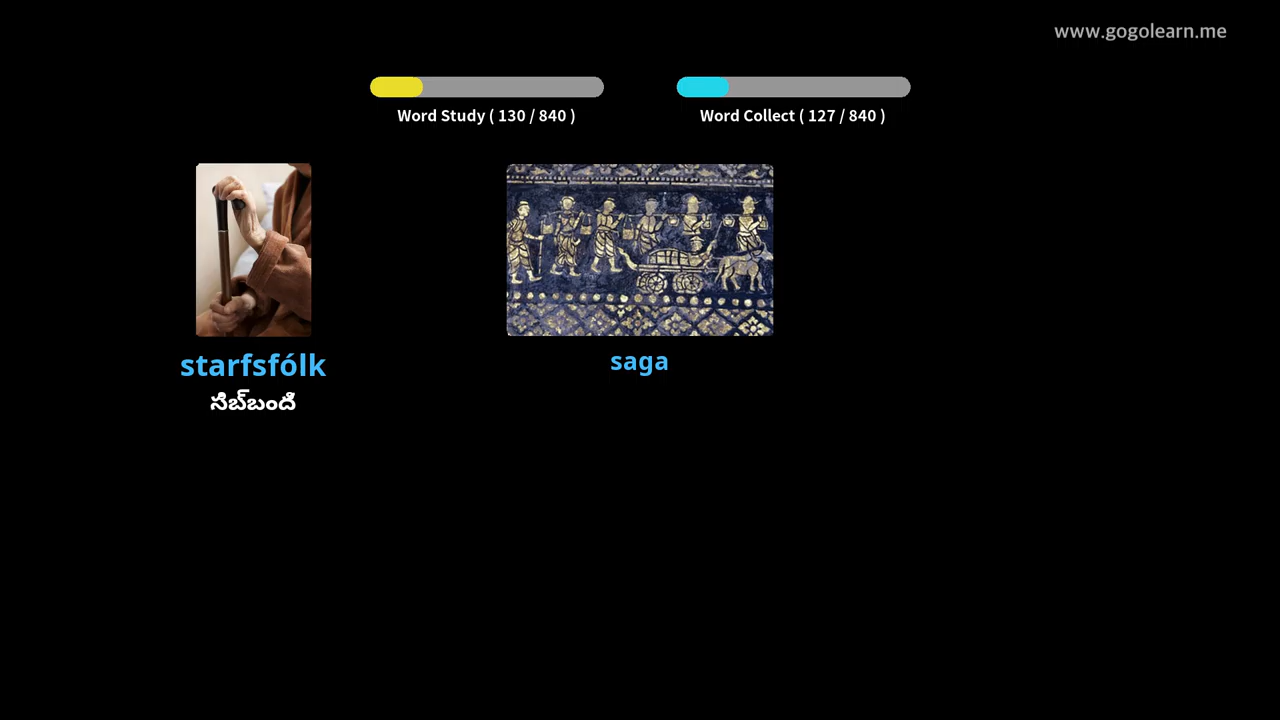 www.gogolearn.me
Word Study ( 130 / 840 )
Word Collect ( 127 / 840 )
starfsfólk
సిబ్‌బంది
saga